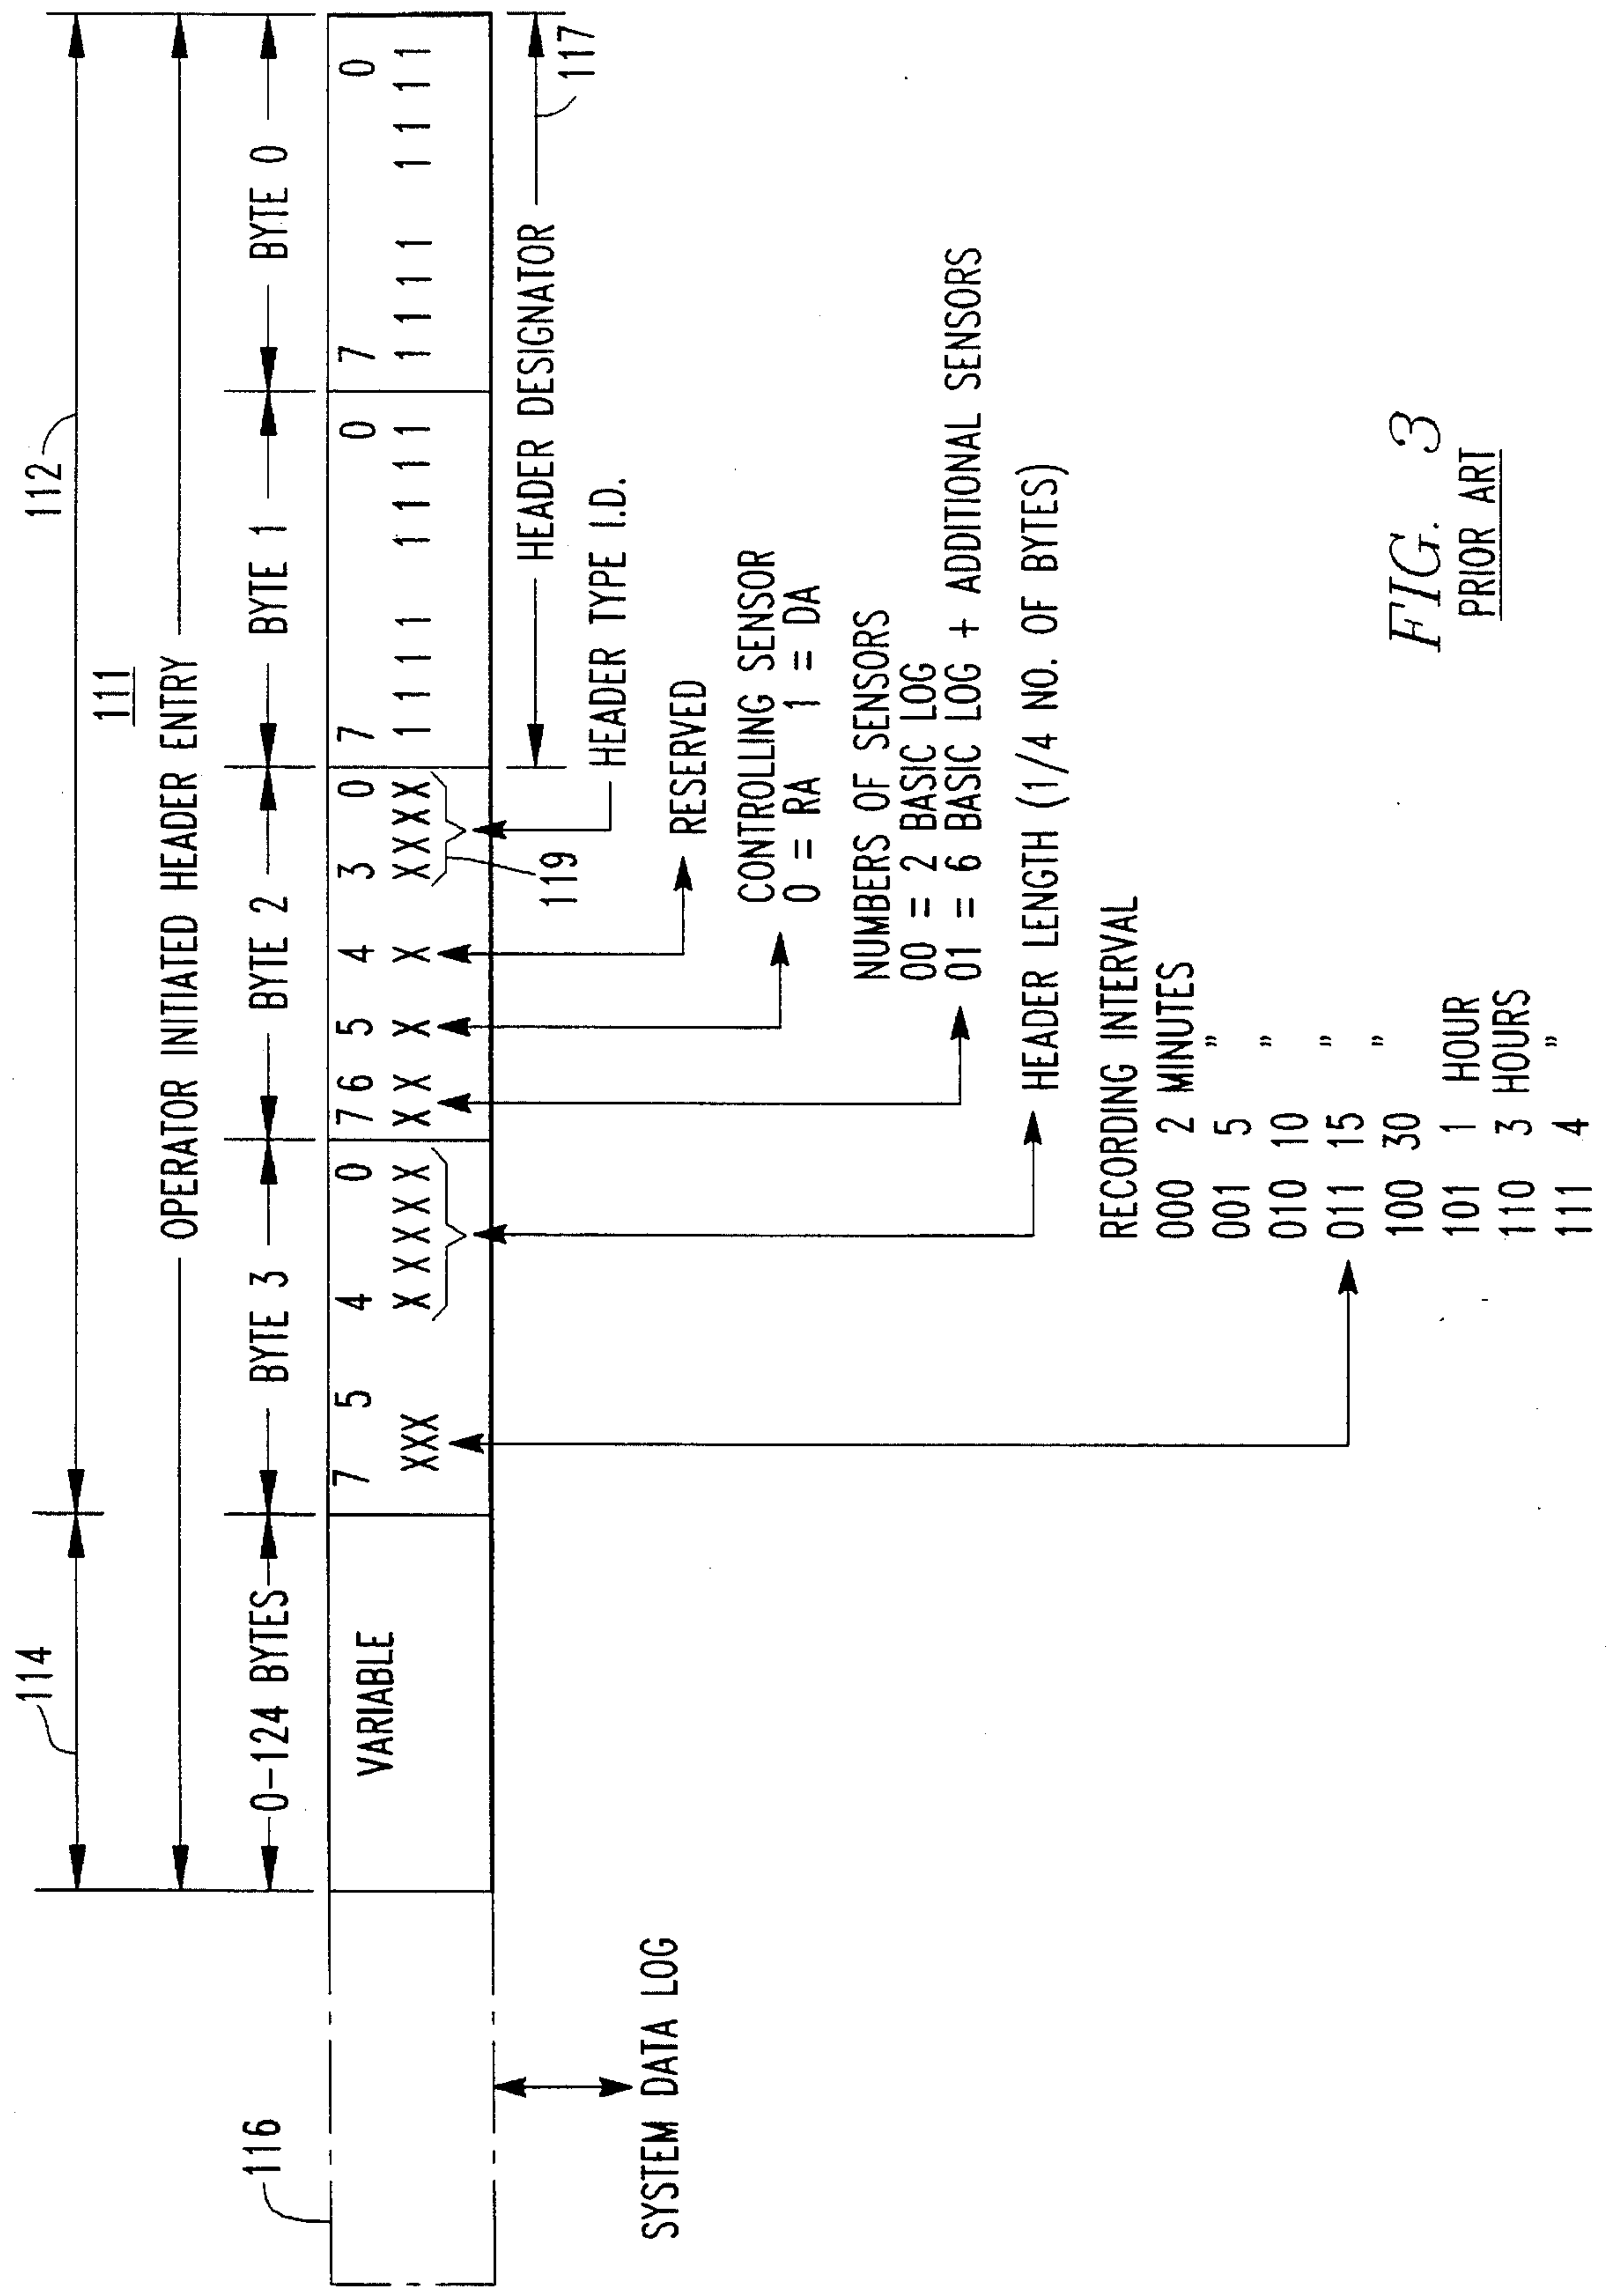 114
112
111
OPERATOR INITIATED HEADER ENTRY
0-124 BYTES
BYTE 3
BYTE 2
BYTE 1
BYTE 0
7 5 4 0 7 6 5 4 3 0 7 0 7 0
VARIABLE
XXX X X X X X X X X X X X X X 1 1 1 1 1 1 1 1 1 1 1 1 1 1 1 1
116
SYSTEM DATA LOG
119
HEADER DESIGNATOR
117
HEADER TYPE I.D.
RESERVED
CONTROLLING SENSOR
0 = RA 1 = DA
NUMBERS OF SENSORS
00 = 2 BASIC LOG
01 = 6 BASIC LOG + ADDITIONAL SENSORS
HEADER LENGTH (1/4 NO. OF BYTES)
RECORDING INTERVAL
000 2 MINUTES
001 5 "
010 10 "
011 15 "
100 30 "
101 1 HOUR
110 3 HOURS
111 4 "
FIG. 3
PRIOR ART